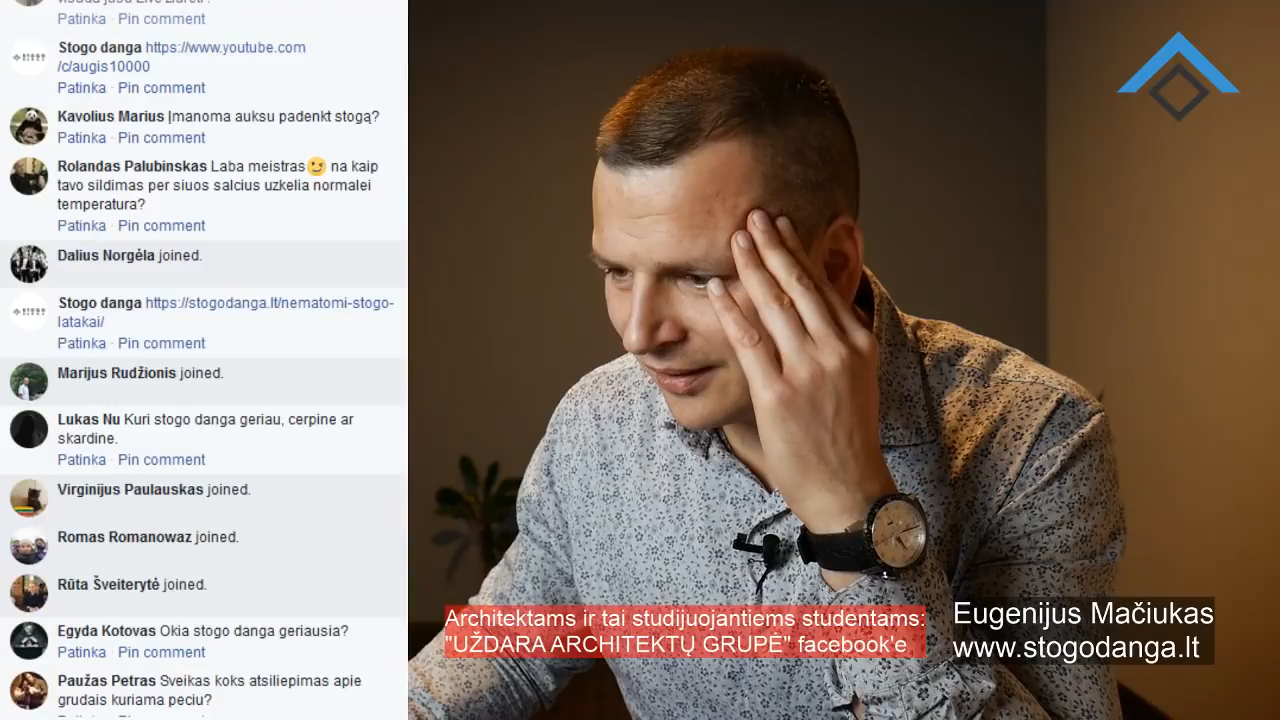 Patinka · Pin comment
Stogo danga https://www.youtube.com
/c/augis10000
Patinka · Pin comment
Kavolius Marius Įmanoma auksu padenkt stogą?
Patinka · Pin comment
Rolandas Palubinskas Laba meistras😉 na kaip
tavo sildimas per siuos salcius uzkelia normalei
temperatura?
Patinka · Pin comment
Dalius Norgėla joined.
Stogo danga https://stogodanga.lt/nematomi-stogo-
latakai/
Patinka · Pin comment
Marijus Rudžionis joined.
Lukas Nu Kuri stogo danga geriau, cerpine ar
skardine.
Patinka · Pin comment
Virginijus Paulauskas joined.
Romas Romanowaz joined.
Rūta Šveiterytė joined.
Egyda Kotovas Okia stogo danga geriausia?
Patinka · Pin comment
Paužas Petras Sveikas koks atsiliepimas apie
grudais kuriama peciu?
Architektams ir tai studijuojantiems studentams:
"UŽDARA ARCHITEKTŲ GRUPĖ" facebook'e
Eugenijus Mačiukas
www.stogodanga.lt